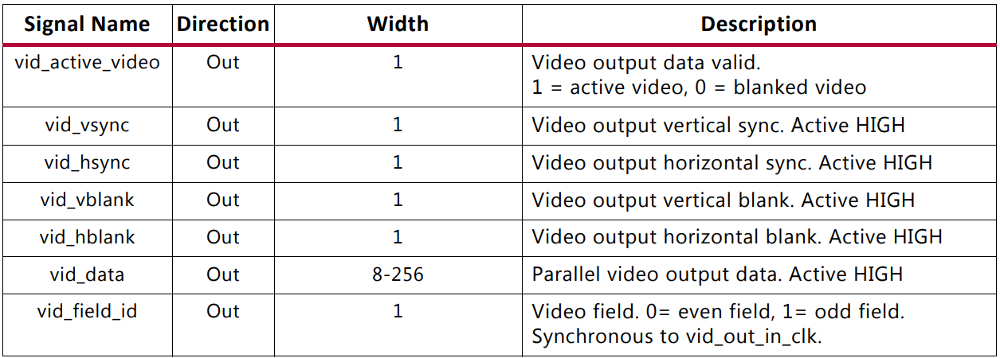 Signal Name Direction Width Description
vid_active_video Out 1 Video output data valid.
1 = active video, 0 = blanked video
vid_vsync Out 1 Video output vertical sync. Active HIGH
vid_hsync Out 1 Video output horizontal sync. Active HIGH
vid_vblank Out 1 Video output vertical blank. Active HIGH
vid_hblank Out 1 Video output horizontal blank. Active HIGH
vid_data Out 8-256 Parallel video output data. Active HIGH
vid_field_id Out 1 Video field. 0= even field, 1= odd field.
Synchronous to vid_out_in_clk.